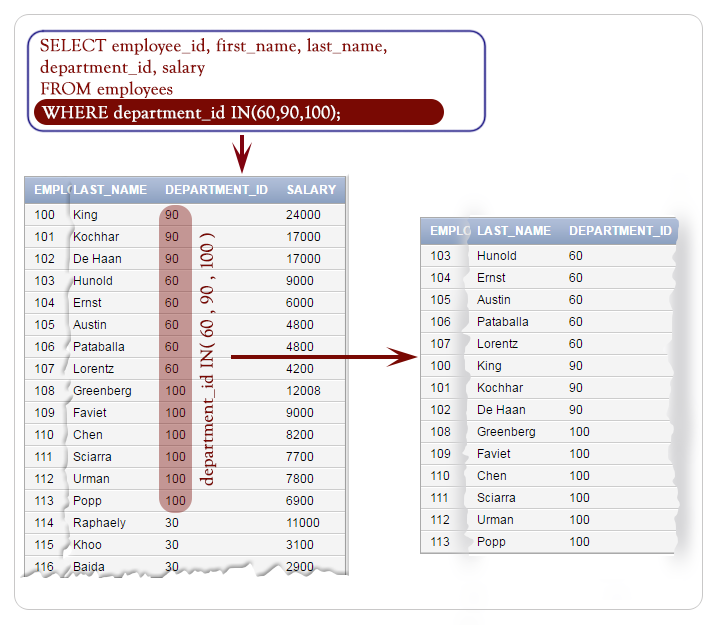 SELECT employee_id, first_name, last_name,
department_id, salary
FROM employees
WHERE department_id IN(60,90,100);
EMPLO LAST_NAME DEPARTMENT_ID SALARY
100 King 90 24000
101 Kochhar 90 17000
102 De Haan 90 17000
103 Hunold 60 9000
104 Ernst 60 6000
105 Austin 60 4800
106 Pataballa 60 4800
107 Lorentz 60 4200
108 Greenberg 100 12008
109 Faviet 100 9000
110 Chen 100 8200
111 Sciarra 100 7700
112 Urman 100 7800
113 Popp 100 6900
114 Raphaely 30 11000
115 Khoo 30 3100
116 Baida 30 2900
department_id IN( 60 , 90 , 100 )
EMPLO LAST_NAME DEPARTMENT_ID
103 Hunold 60
104 Ernst 60
105 Austin 60
106 Pataballa 60
107 Lorentz 60
100 King 90
101 Kochhar 90
102 De Haan 90
108 Greenberg 100
109 Faviet 100
110 Chen 100
111 Sciarra 100
112 Urman 100
113 Popp 100